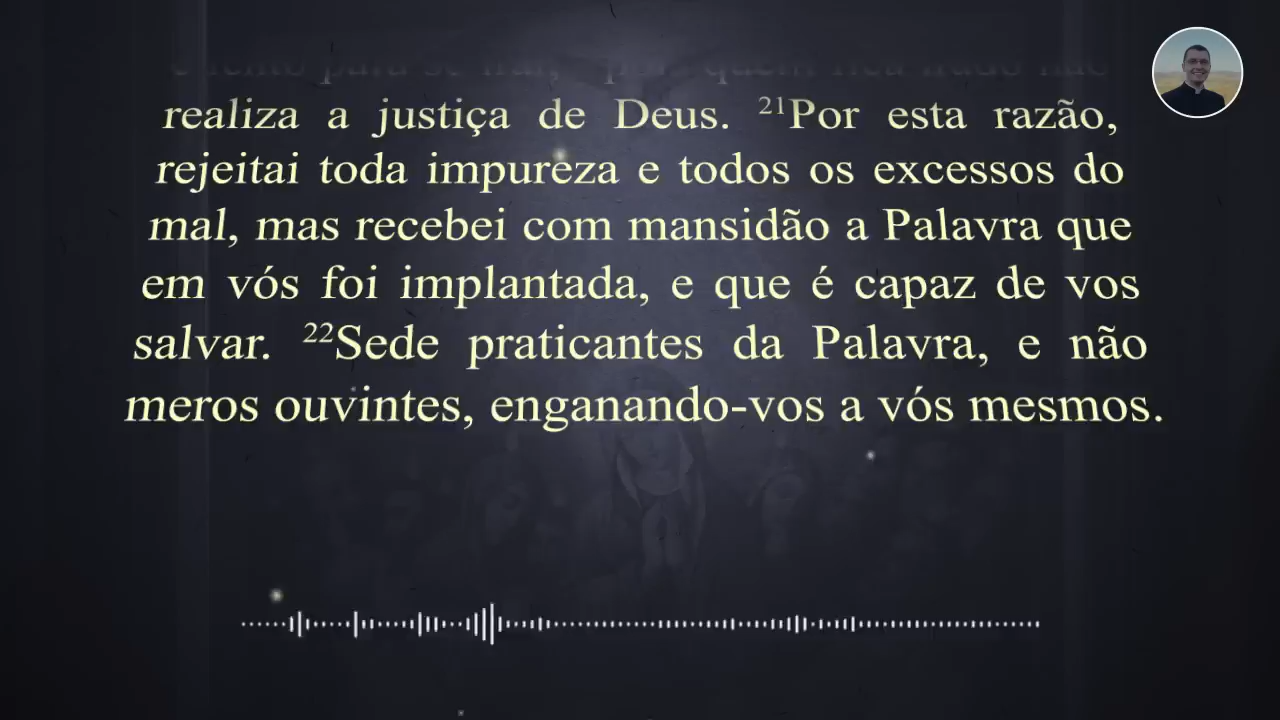 realiza a justiça de Deus. ²¹Por esta razão,
rejeitai toda impureza e todos os excessos do
mal, mas recebei com mansidão a Palavra que
em vós foi implantada, e que é capaz de vos
salvar. ²²Sede praticantes da Palavra, e não
meros ouvintes, enganando-vos a vós mesmos.